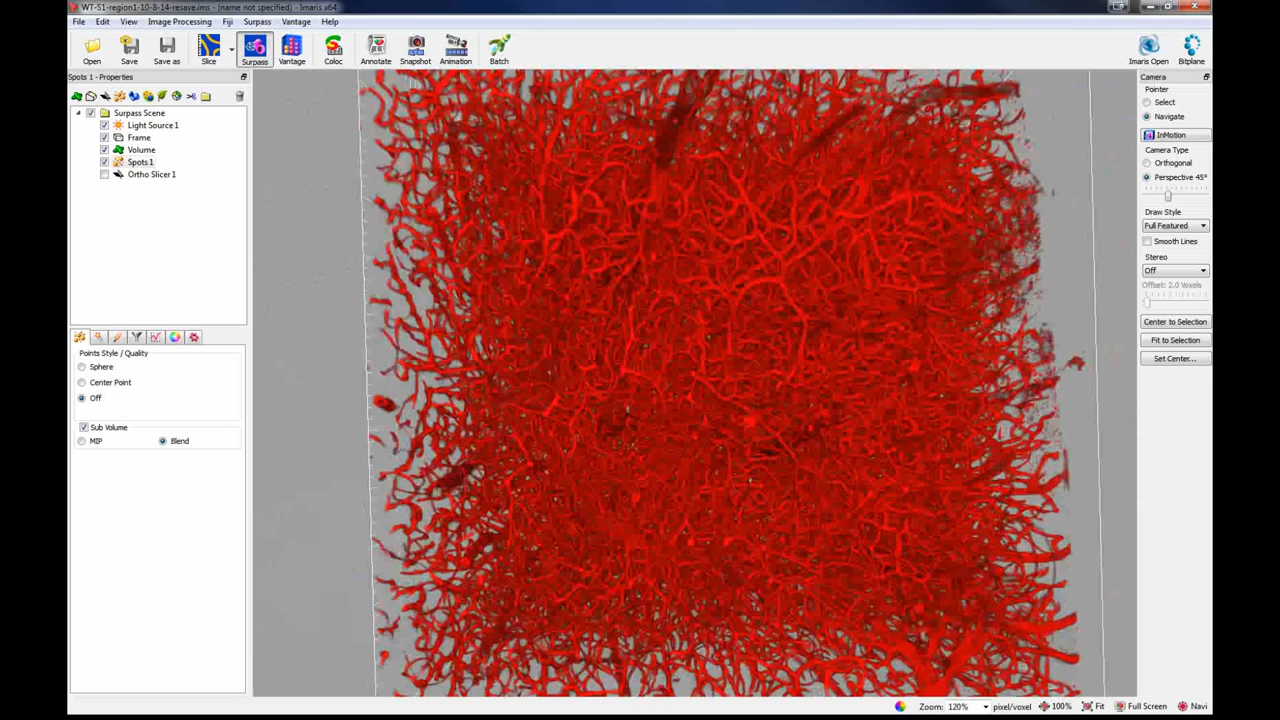 WT-S1-region1-10-8-14-resave.ims - (name not specified) - Imaris x64
File Edit View Image Processing Fiji Surpass Vantage Help
Open Save Save as Slice Surpass Vantage Coloc Annotate Snapshot Animation Batch Imaris Open Bitplane
Spots 1 - Properties
Surpass Scene
Light Source 1
Frame
Volume
Spots 1
Ortho Slicer 1
Points Style / Quality
Sphere
Center Point
Off
Sub Volume
MIP Blend
Camera
Pointer
Select
Navigate
InMotion
Camera Type
Orthogonal
Perspective 45°
Draw Style
Full Featured
Smooth Lines
Stereo
Off
Offset: 2.0 Voxels
Center to Selection
Fit to Selection
Set Center...
Zoom: 120% pixel/voxel 100% Fit Full Screen Navi